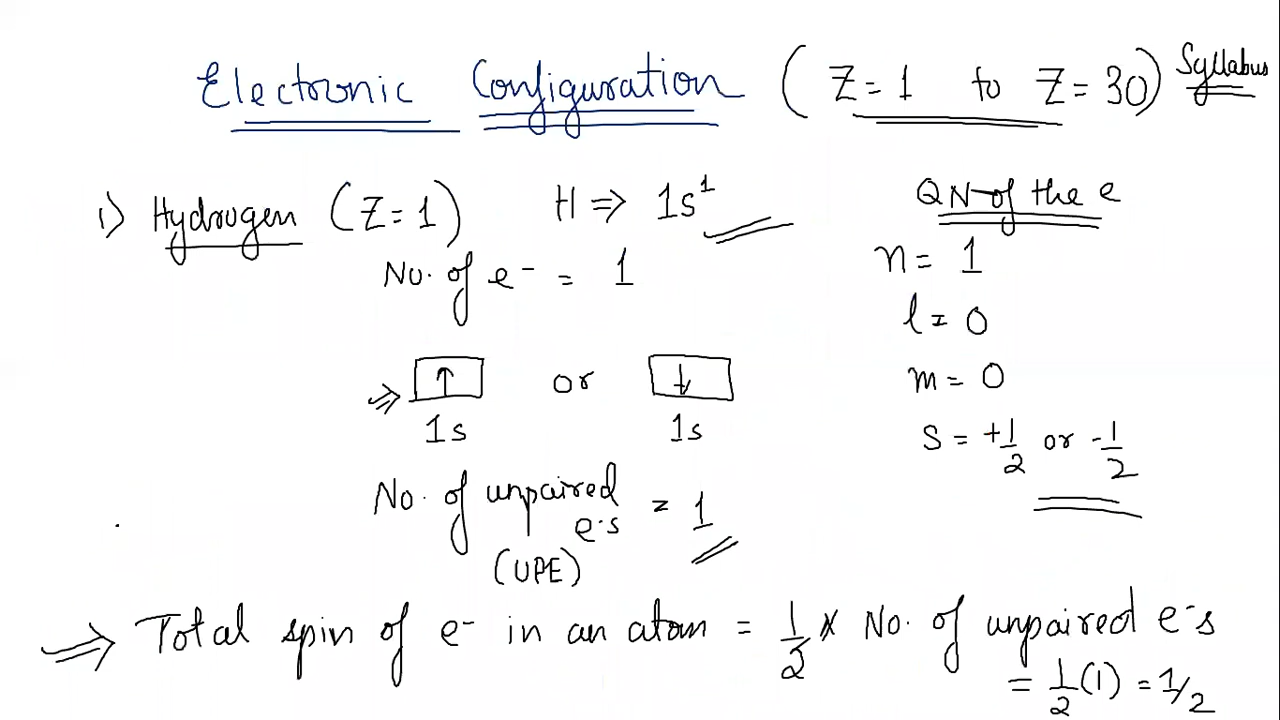 Electronic Configuration (Z=1 to Z=30) Syllabus
1) Hydrogen (Z=1) H ⇒ 1s¹
No. of e⁻ = 1
↑ or ↓
1s 1s
No. of unpaired e⁻s = 1
(UPE)
QN of the e
n = 1
l = 0
m = 0
S = +1/2 or -1/2
⇒ Total spin of e⁻ in an atom = 1/2 × No. of unpaired e⁻s
= 1/2 (1) = 1/2